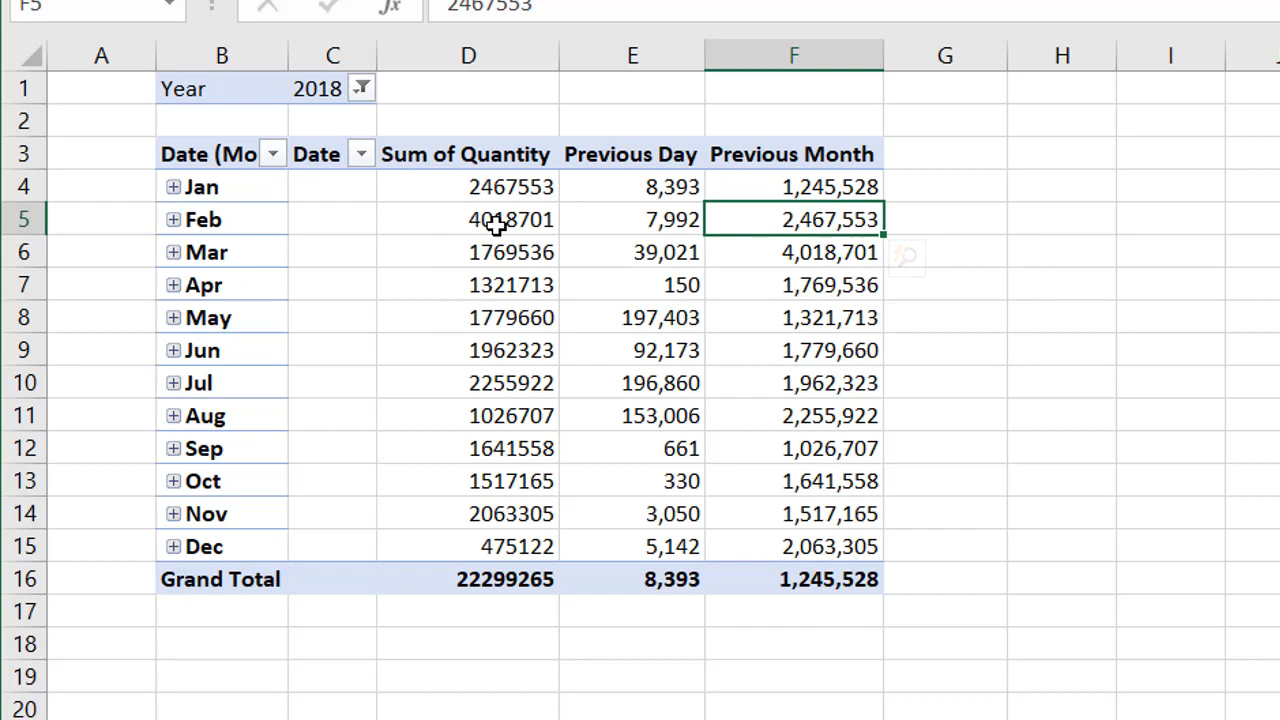 F5 fx 2467553
A B C D E F G H I
1 Year 2018
2
3 Date (Mo Date Sum of Quantity Previous Day Previous Month
4 Jan 2467553 8,393 1,245,528
5 Feb 4018701 7,992 2,467,553
6 Mar 1769536 39,021 4,018,701
7 Apr 1321713 150 1,769,536
8 May 1779660 197,403 1,321,713
9 Jun 1962323 92,173 1,779,660
10 Jul 2255922 196,860 1,962,323
11 Aug 1026707 153,006 2,255,922
12 Sep 1641558 661 1,026,707
13 Oct 1517165 330 1,641,558
14 Nov 2063305 3,050 1,517,165
15 Dec 475122 5,142 2,063,305
16 Grand Total 22299265 8,393 1,245,528
17
18
19
20